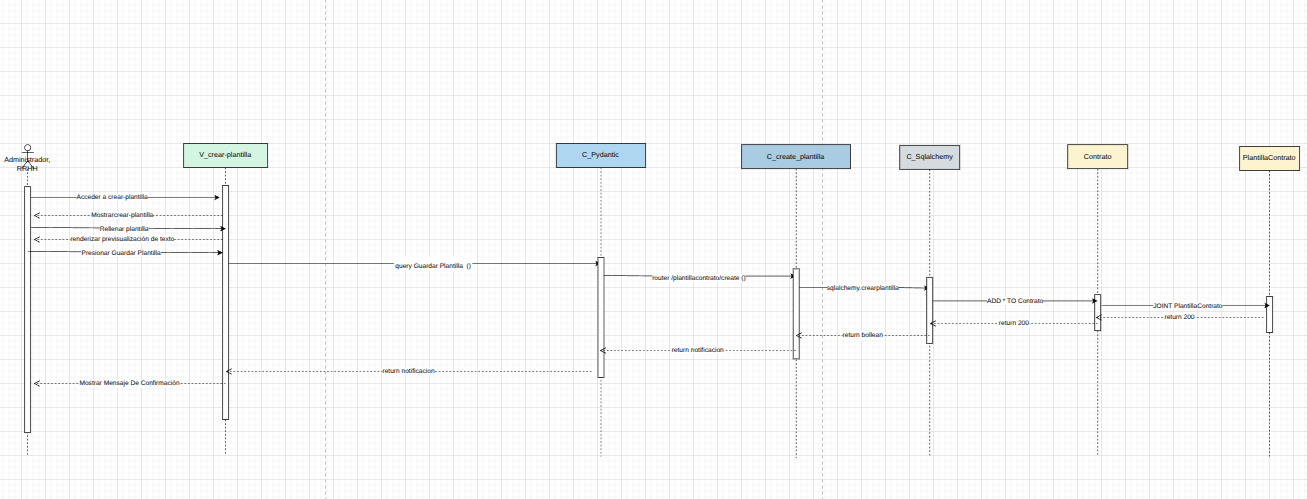 Administrador,
RRHH
V_crear-plantilla
C_Pydantic
C_create_plantilla
C_Sqlalchemy
Contrato
PlantillaContrato
Acceder a crear-plantilla
Mostrarcrear-plantilla
Rellenar plantilla
renderizar previsualización de texto
Presionar Guardar Plantilla
query Guardar Plantilla ()
router /plantillacontrato/create ()
sqlalchemy.crearplantilla
ADD * TO Contrato
JOINT PlantillaContrato
return 200
return 200
return bollean
return notificacion
return notificacion
Mostrar Mensaje De Confirmación